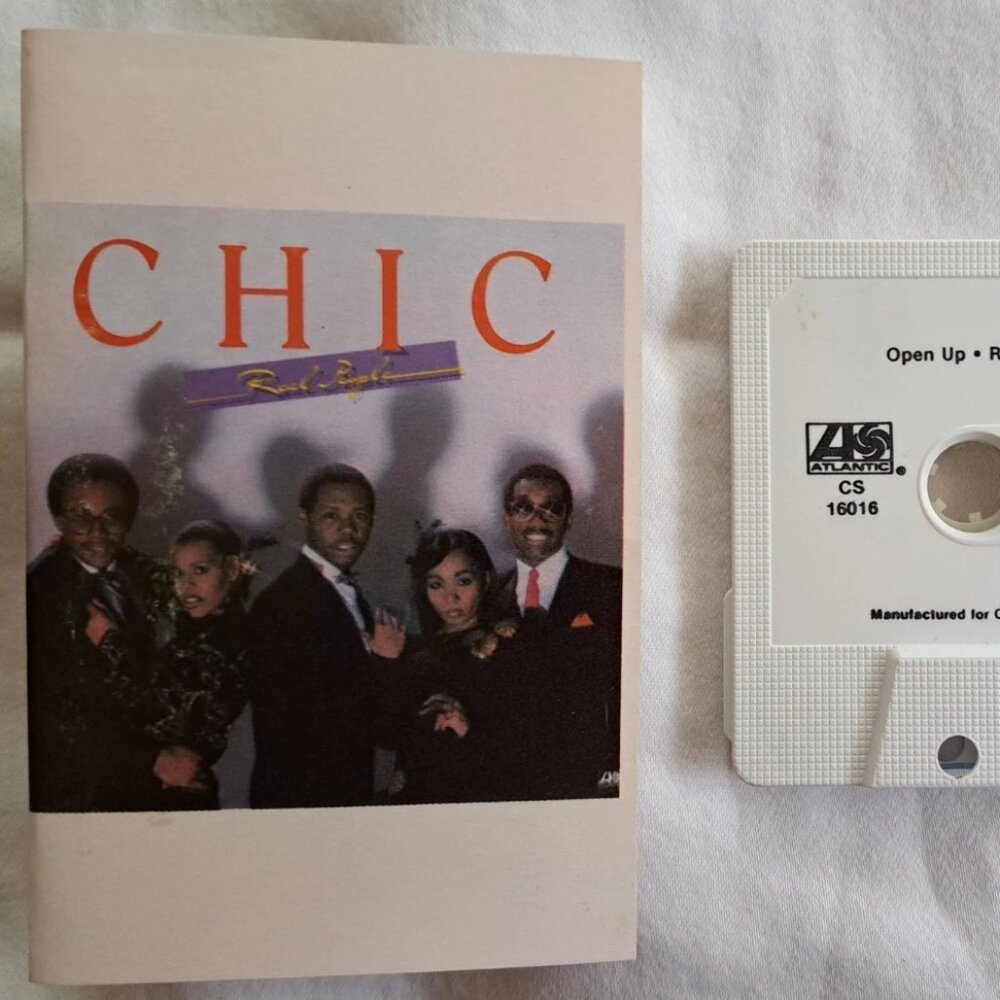 CHIC
Real People
Open Up • R
ATLANTIC
CS
16016
Manufactured for C